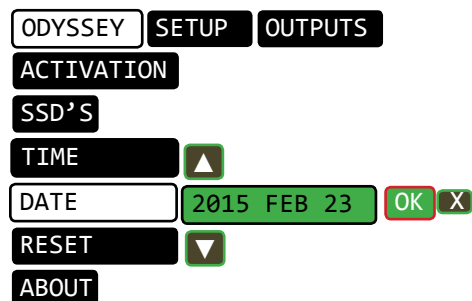 ODYSSEY SETUP OUTPUTS
ACTIVATION
SSD’S
TIME
DATE 2015 FEB 23 OK X
RESET
ABOUT